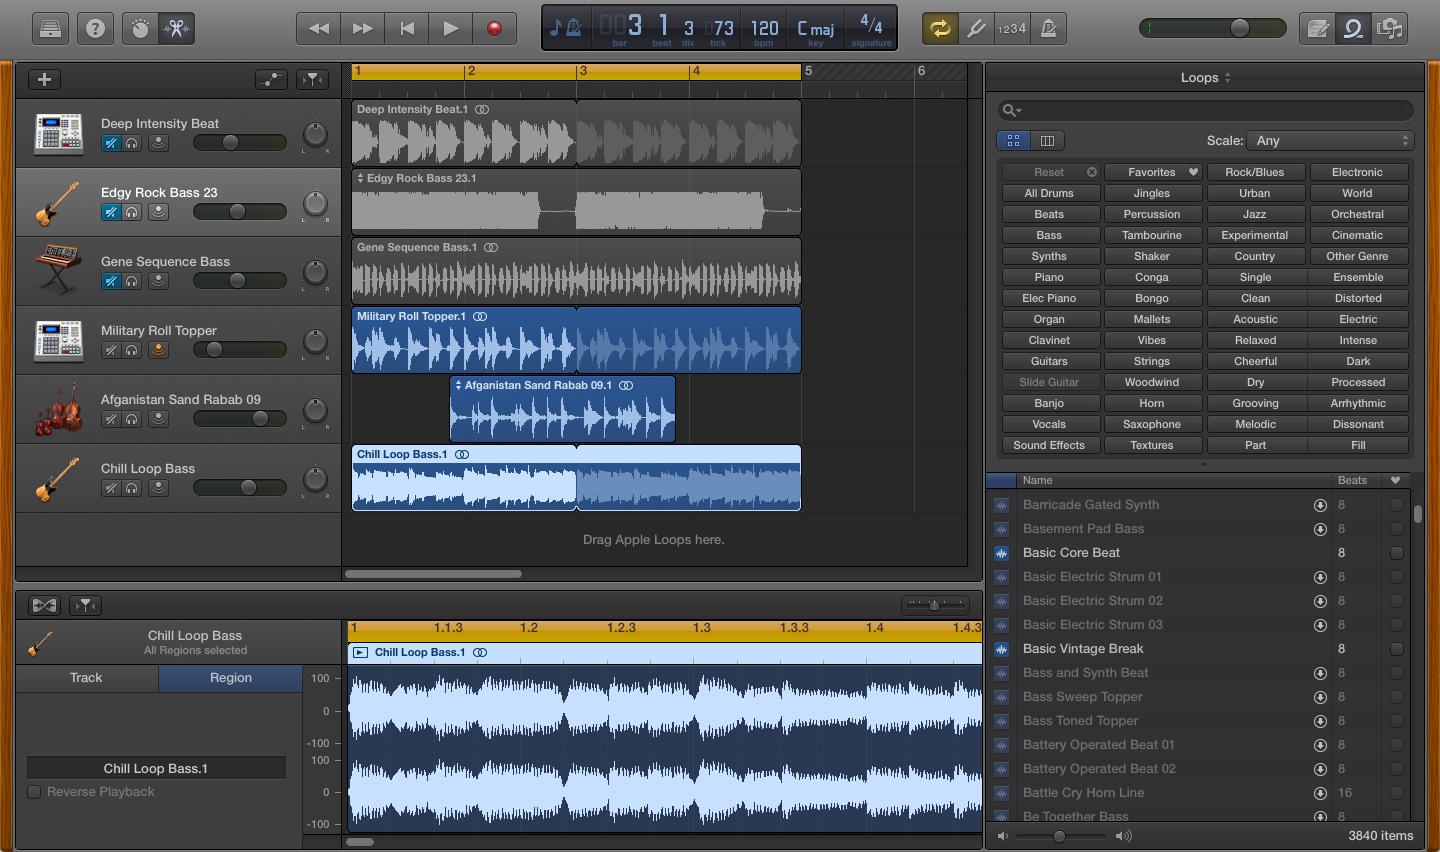 3 1 3 73 120 C maj 4/4
bar beat div tick bpm key signature
1234
1 2 3 4 5 6
Loops
Deep Intensity Beat
Deep Intensity Beat.1
Scale: Any
Edgy Rock Bass 23
Edgy Rock Bass 23.1
Gene Sequence Bass
Gene Sequence Bass.1
Military Roll Topper
Military Roll Topper.1
Afganistan Sand Rabab 09
Afganistan Sand Rabab 09.1
Chill Loop Bass
Chill Loop Bass.1
L R
L R
L R
L R
L R
L R
Drag Apple Loops here.
Reset Favorites Rock/Blues Electronic
All Drums Jingles Urban World
Beats Percussion Jazz Orchestral
Bass Tambourine Experimental Cinematic
Synths Shaker Country Other Genre
Piano Conga Single Ensemble
Elec Piano Bongo Clean Distorted
Organ Mallets Acoustic Electric
Clavinet Vibes Relaxed Intense
Guitars Strings Cheerful Dark
Slide Guitar Woodwind Dry Processed
Banjo Horn Grooving Arrhythmic
Vocals Saxophone Melodic Dissonant
Sound Effects Textures Part Fill
Name Beats
Barricade Gated Synth 8
Basement Pad Bass 8
Basic Core Beat 8
Basic Electric Strum 01 8
Basic Electric Strum 02 8
Basic Electric Strum 03 8
Basic Vintage Break 8
Bass and Synth Beat 8
Bass Sweep Topper 8
Bass Toned Topper 8
Battery Operated Beat 01 8
Battery Operated Beat 02 8
Battle Cry Horn Line 16
Be Together Bass 8
3840 items
Chill Loop Bass
All Regions selected
Track Region
Chill Loop Bass.1
Reverse Playback
1 1.1.3 1.2 1.2.3 1.3 1.3.3 1.4 1.4.3
Chill Loop Bass.1
100
0
-100
100
0
-100